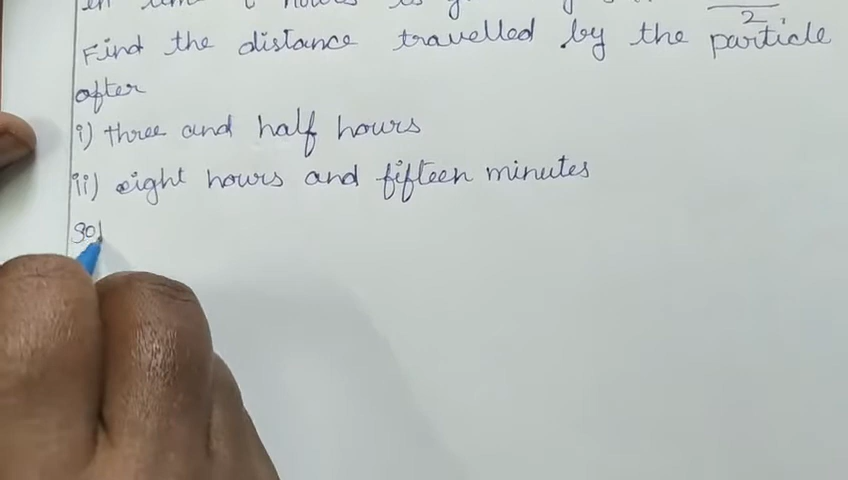 2
Find the distance travelled by the particle
after
i) three and half hours
ii) eight hours and fifteen minutes
Sol